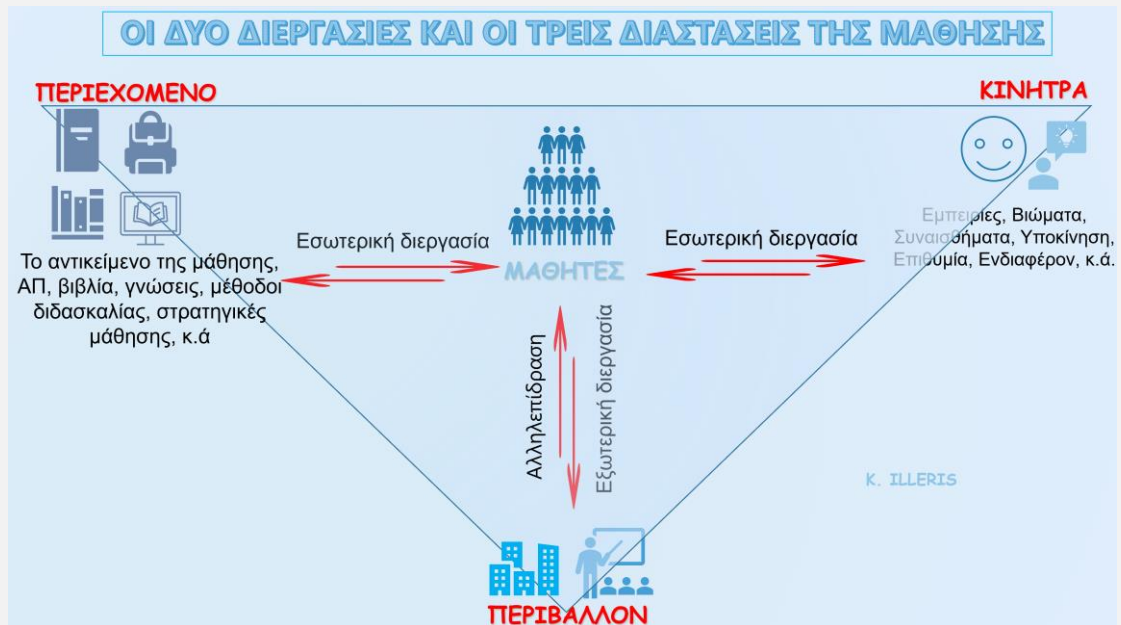 ΟΙ ΔΥΟ ΔΙΕΡΓΑΣΙΕΣ ΚΑΙ ΟΙ ΤΡΕΙΣ ΔΙΑΣΤΑΣΕΙΣ ΤΗΣ ΜΑΘΗΣΗΣ
ΠΕΡΙΕΧΟΜΕΝΟ
ΚΙΝΗΤΡΑ
Εσωτερική διεργασία
Εσωτερική διεργασία
Εμπειρίες, Βιώματα,
Συναισθήματα, Υποκίνηση,
Επιθυμία, Ενδιαφέρον, κ.ά.
Το αντικείμενο της μάθησης,
ΑΠ, βιβλία, γνώσεις, μέθοδοι
διδασκαλίας, στρατηγικές
μάθησης, κ.ά
ΜΑΘΗΤΕΣ
Αλληλεπίδραση
Εξωτερική διεργασία
K. ILLERIS
ΠΕΡΙΒΑΛΛΟΝ